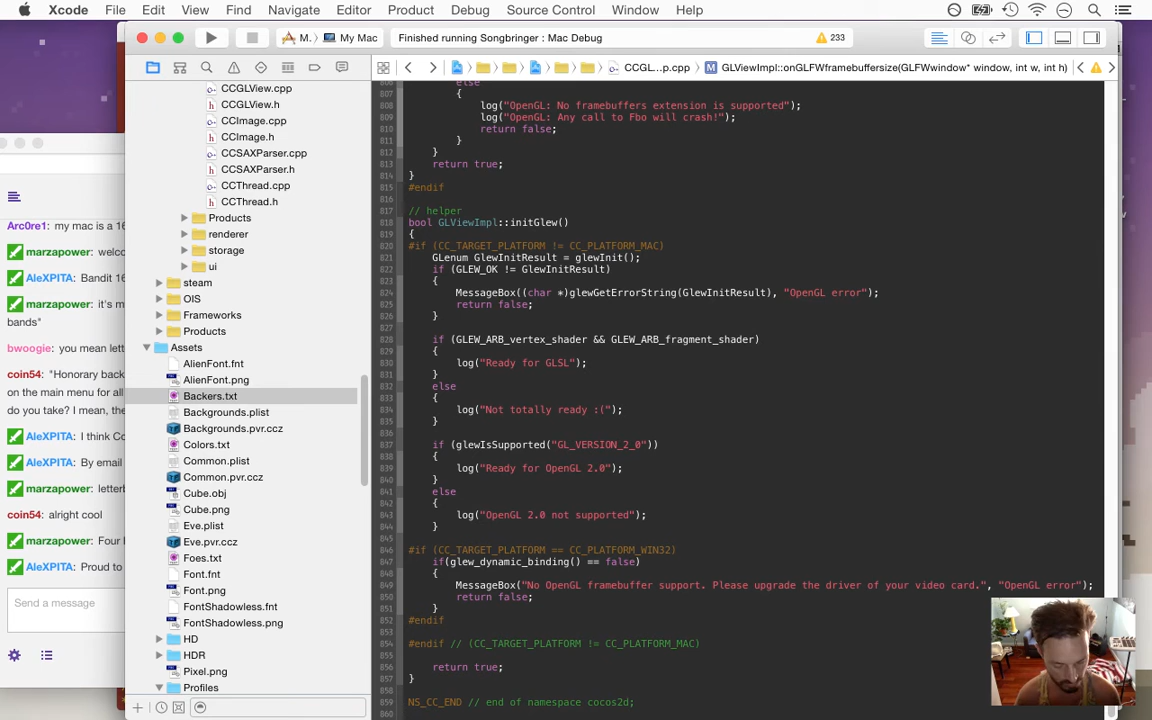 Xcode File Edit View Find Navigate Editor Product Debug Source Control Window Help
M. My Mac Finished running Songbringer : Mac Debug 233
CCGL...p.cpp GLViewImpl::onGLFWframebuffersize(GLFWwindow* window, int w, int h)
Arc0re1: my mac is a 16
marzapower: welco
AleXPITA: Bandit 16
marzapower: it's m
bands"
bwoogie: you mean lett
coin54: "Honorary back
on the main menu for all
do you take? I mean, the
AleXPITA: I think Co
AleXPITA: By email
marzapower: letterb
coin54: alright cool
marzapower: Four h
AleXPITA: Proud to
Send a message
CCGLView.cpp
CCGLView.h
CCImage.cpp
CCImage.h
CCSAXParser.cpp
CCSAXParser.h
CCThread.cpp
CCThread.h
Products
renderer
storage
ui
steam
OIS
Frameworks
Products
Assets
AlienFont.fnt
AlienFont.png
Backers.txt
Backgrounds.plist
Backgrounds.pvr.ccz
Colors.txt
Common.plist
Common.pvr.ccz
Cube.obj
Cube.png
Eve.plist
Eve.pvr.ccz
Foes.txt
Font.fnt
Font.png
FontShadowless.fnt
FontShadowless.png
HD
HDR
Pixel.png
Profiles
806 else
807 {
808 log("OpenGL: No framebuffers extension is supported");
809 log("OpenGL: Any call to Fbo will crash!");
810 return false;
811 }
812 }
813 return true;
814 }
815 #endif
816
817 // helper
818 bool GLViewImpl::initGlew()
819 {
820 #if (CC_TARGET_PLATFORM != CC_PLATFORM_MAC)
821 GLenum GlewInitResult = glewInit();
822 if (GLEW_OK != GlewInitResult)
823 {
824 MessageBox((char *)glewGetErrorString(GlewInitResult), "OpenGL error");
825 return false;
826 }
827
828 if (GLEW_ARB_vertex_shader && GLEW_ARB_fragment_shader)
829 {
830 log("Ready for GLSL");
831 }
832 else
833 {
834 log("Not totally ready :(");
835 }
836
837 if (glewIsSupported("GL_VERSION_2_0"))
838 {
839 log("Ready for OpenGL 2.0");
840 }
841 else
842 {
843 log("OpenGL 2.0 not supported");
844 }
845
846 #if (CC_TARGET_PLATFORM == CC_PLATFORM_WIN32)
847 if(glew_dynamic_binding() == false)
848 {
849 MessageBox("No OpenGL framebuffer support. Please upgrade the driver of your video card.", "OpenGL error");
850 return false;
851 }
852 #endif
853
854 #endif // (CC_TARGET_PLATFORM != CC_PLATFORM_MAC)
855
856 return true;
857 }
858
859 NS_CC_END // end of namespace cocos2d;
860